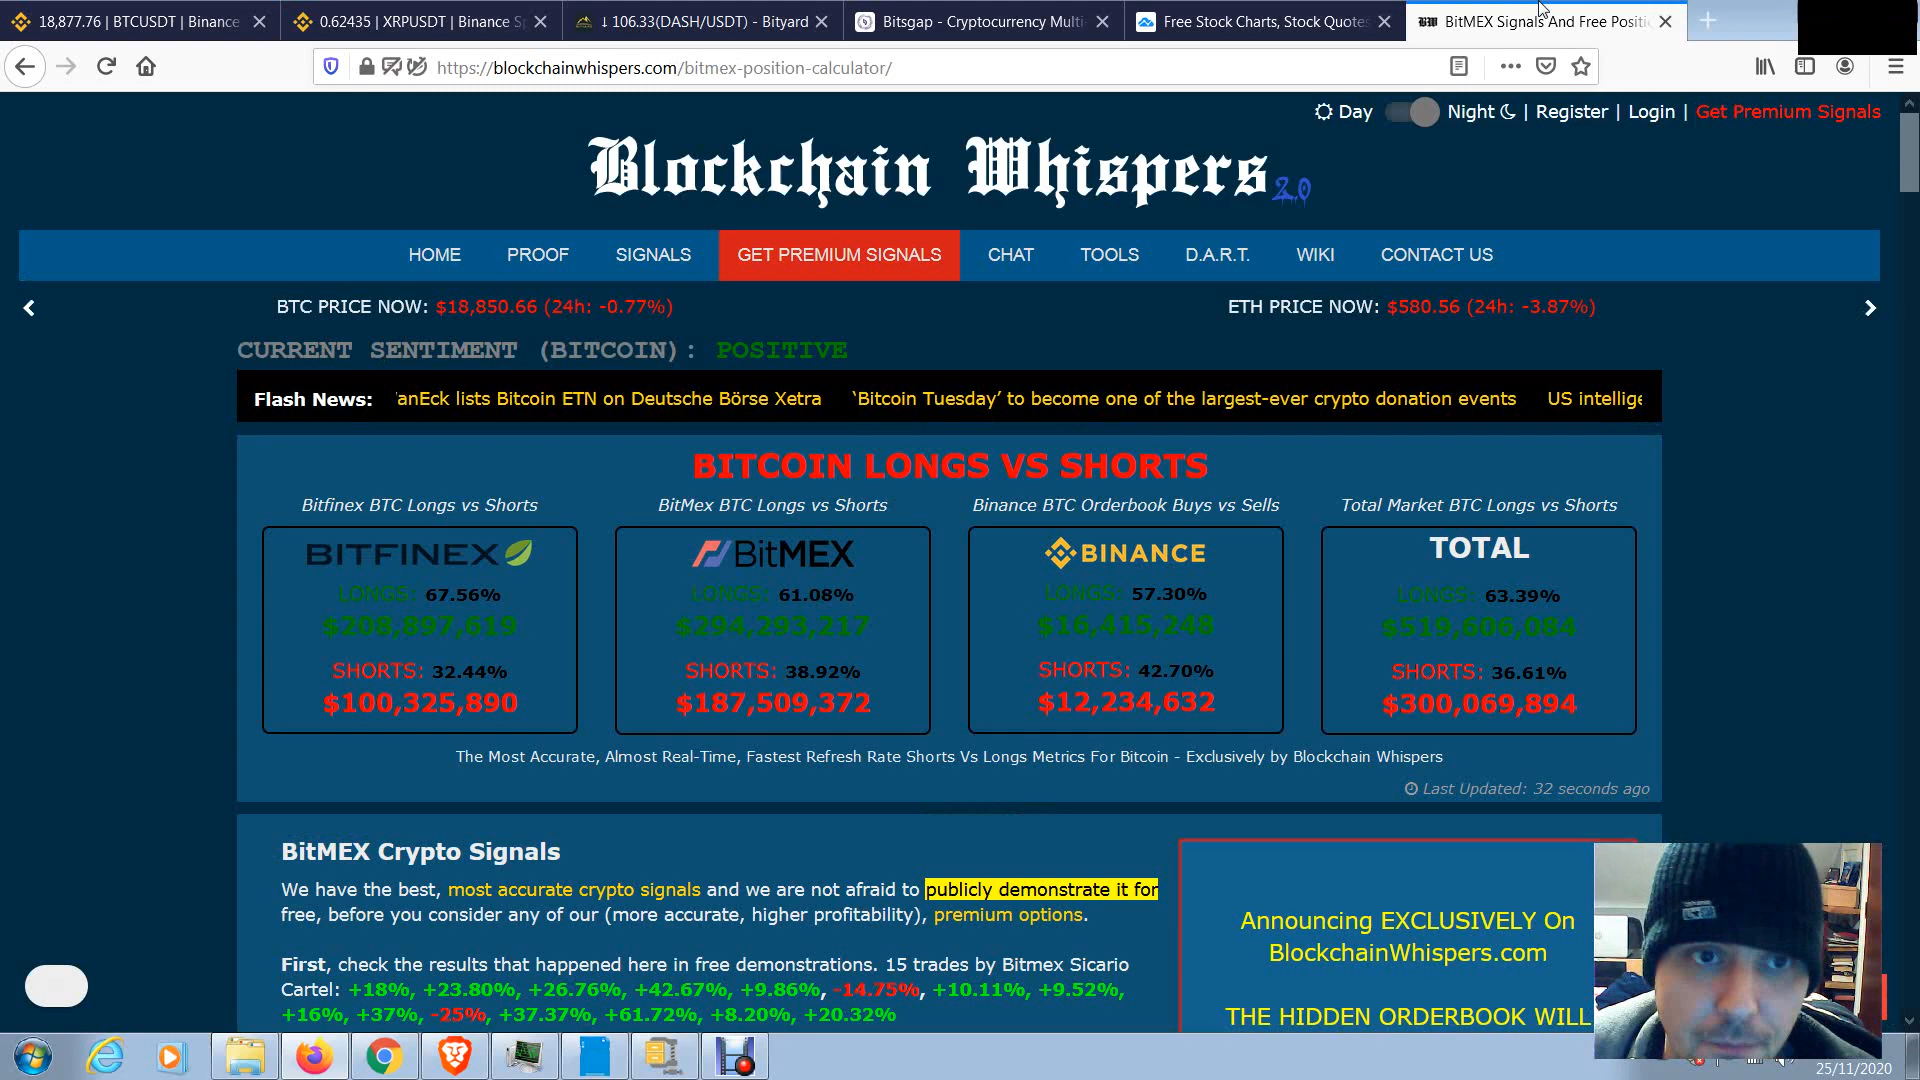 18,877.76 | BTCUSDT | Binance
0.62435 | XRPUSDT | Binance Sp
↓ 106.33(DASH/USDT) - Bityard
Bitsgap - Cryptocurrency Multi-
Free Stock Charts, Stock Quotes
BitMEX Signals And Free Positi
https://blockchainwhispers.com/bitmex-position-calculator/
Day Night | Register | Login | Get Premium Signals
Blockchain Whispers 2.0
HOME PROOF SIGNALS GET PREMIUM SIGNALS CHAT TOOLS D.A.R.T. WIKI CONTACT US
BTC PRICE NOW: $18,850.66 (24h: -0.77%)
ETH PRICE NOW: $580.56 (24h: -3.87%)
CURRENT SENTIMENT (BITCOIN): POSITIVE
Flash News: anEck lists Bitcoin ETN on Deutsche Börse Xetra ‘Bitcoin Tuesday’ to become one of the largest-ever crypto donation events US intellige
BITCOIN LONGS VS SHORTS
Bitfinex BTC Longs vs Shorts
BITFINEX
LONGS: 67.56%
$208,897,619
SHORTS: 32.44%
$100,325,890
BitMex BTC Longs vs Shorts
BitMEX
LONGS: 61.08%
$294,293,217
SHORTS: 38.92%
$187,509,372
Binance BTC Orderbook Buys vs Sells
BINANCE
LONGS: 57.30%
$16,415,248
SHORTS: 42.70%
$12,234,632
Total Market BTC Longs vs Shorts
TOTAL
LONGS: 63.39%
$519,606,084
SHORTS: 36.61%
$300,069,894
The Most Accurate, Almost Real-Time, Fastest Refresh Rate Shorts Vs Longs Metrics For Bitcoin - Exclusively by Blockchain Whispers
Last Updated: 32 seconds ago
BitMEX Crypto Signals
We have the best, most accurate crypto signals and we are not afraid to publicly demonstrate it for
free, before you consider any of our (more accurate, higher profitability), premium options.
First, check the results that happened here in free demonstrations. 15 trades by Bitmex Sicario
Cartel: +18%, +23.80%, +26.76%, +42.67%, +9.86%, -14.75%, +10.11%, +9.52%,
+16%, +37%, -25%, +37.37%, +61.72%, +8.20%, +20.32%
Announcing EXCLUSIVELY On
BlockchainWhispers.com
THE HIDDEN ORDERBOOK WILL
25/11/2020